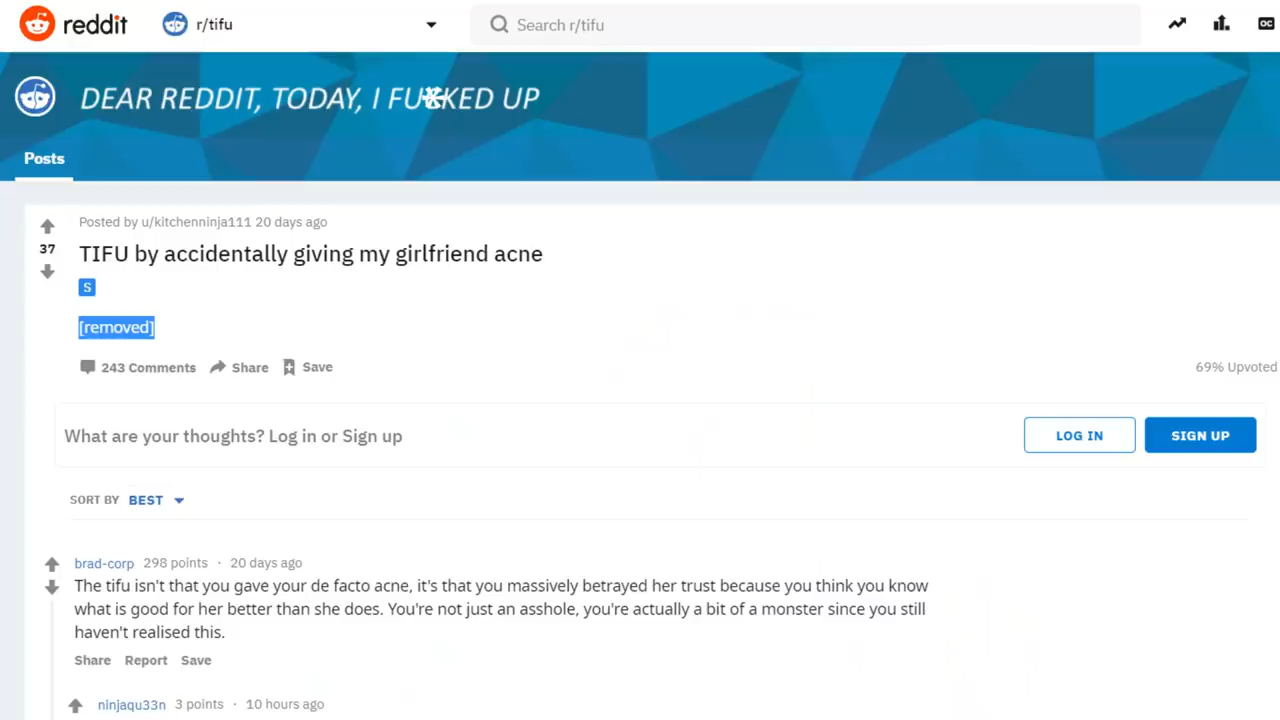 reddit r/tifu Search r/tifu OC
DEAR REDDIT, TODAY, I FU*KED UP
Posts
Posted by u/kitchenninja111 20 days ago
37 TIFU by accidentally giving my girlfriend acne
S
[removed]
243 Comments Share Save 69% Upvoted
What are your thoughts? Log in or Sign up LOG IN SIGN UP
SORT BY BEST
brad-corp 298 points · 20 days ago
The tifu isn't that you gave your de facto acne, it's that you massively betrayed her trust because you think you know
what is good for her better than she does. You're not just an asshole, you're actually a bit of a monster since you still
haven't realised this.
Share Report Save
ninjaqu33n 3 points · 10 hours ago